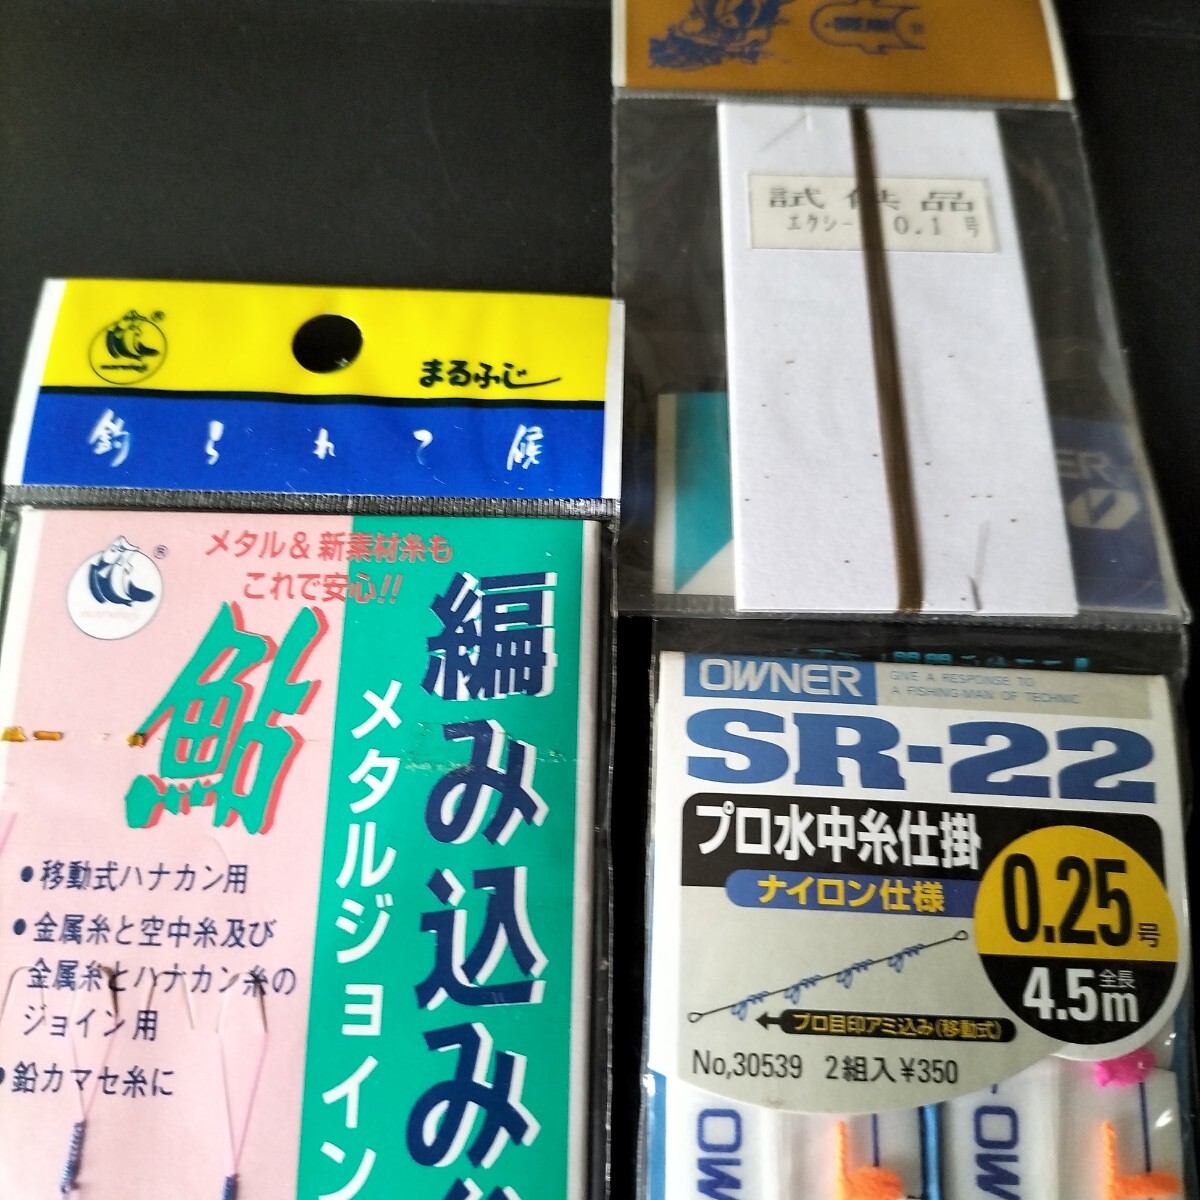 試供品
エクシー 0.1号
まるふじ
釣られて候
メタル&新素材糸も
これで安心!!
鮎
編み込み
メタルジョイン
•移動式ハナカン用
•金属糸と空中糸及び
金属糸とハナカン糸の
ジョイン用
•鉛カマセ糸に
NER
OWNER
GIVE A RESPONSE TO
A FISHING-MAN OF TECHNIC
SR-22
プロ水中糸仕掛
ナイロン仕様
0.25号
全長
4.5m
プロ目印アミ込み(移動式)
No,30539 2組入¥350
OW
OW